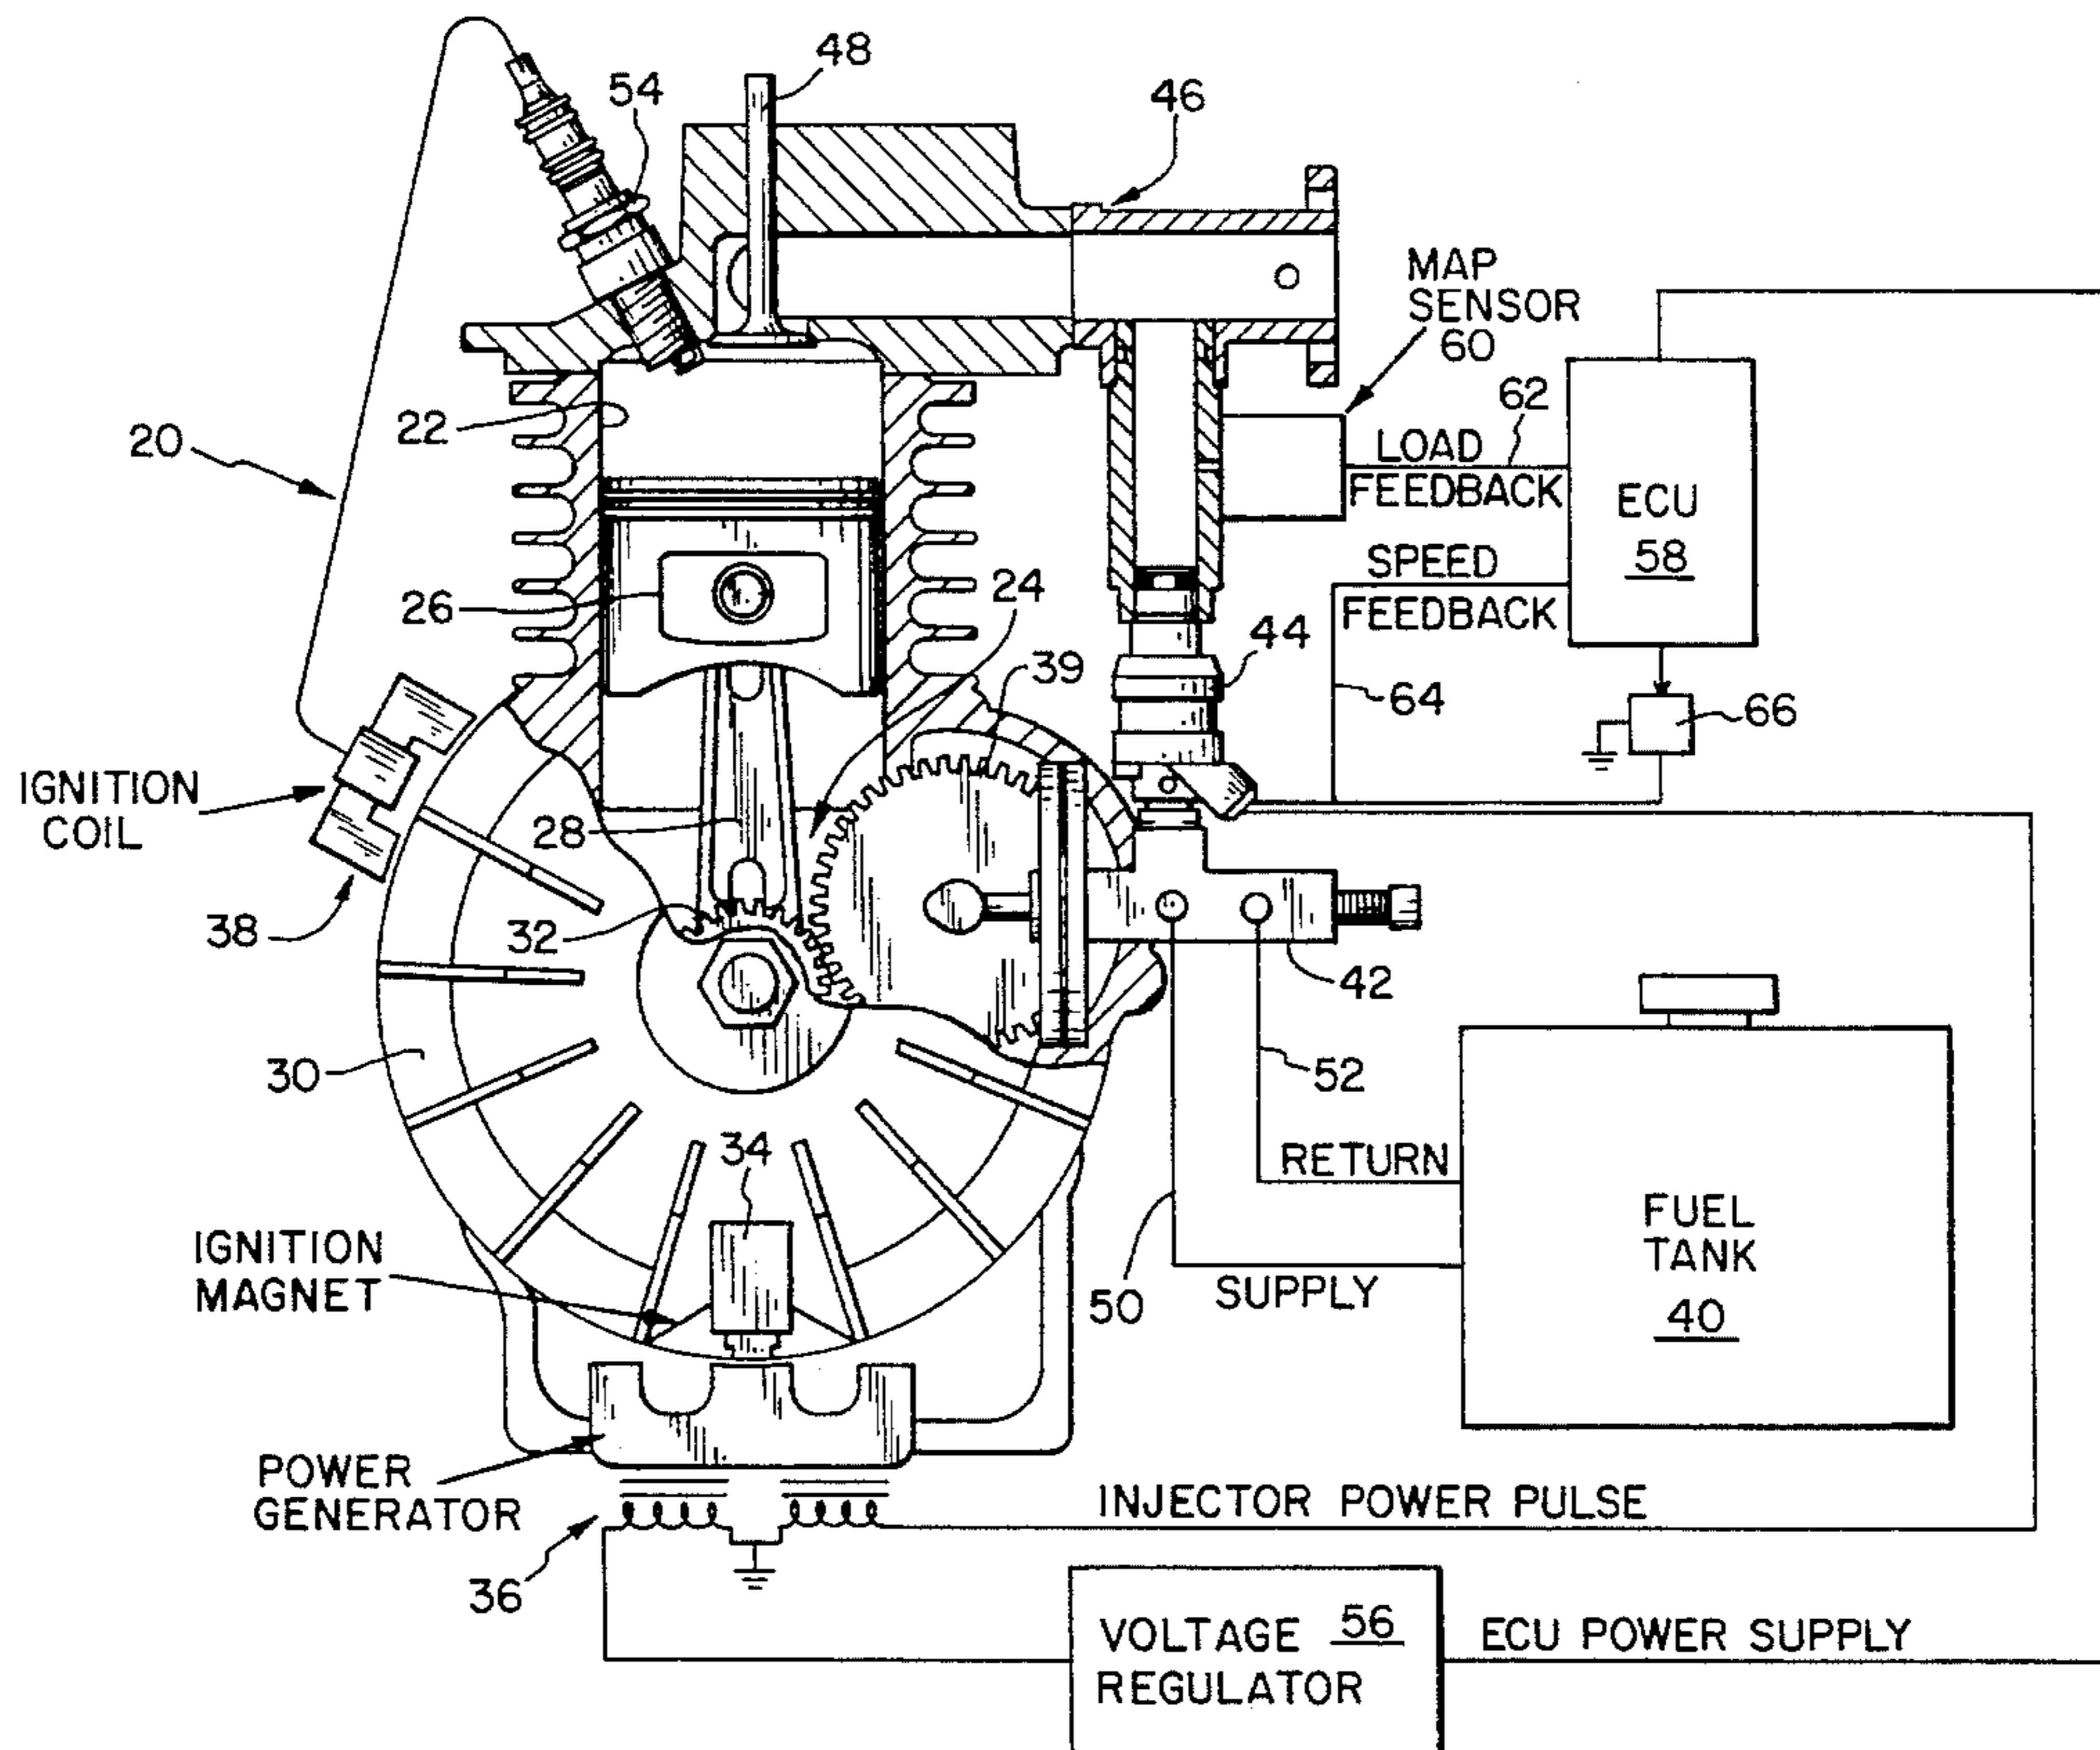 48
54
46
MAP
SENSOR
60
20
22
62
LOAD
FEEDBACK
ECU
58
SPEED
FEEDBACK
26
24
44
39
64
66
IGNITION
COIL
28
38
32
42
30
52
34
RETURN
FUEL
TANK
40
IGNITION
MAGNET
50
SUPPLY
POWER
GENERATOR
INJECTOR POWER PULSE
36
VOLTAGE 56
REGULATOR
ECU POWER SUPPLY